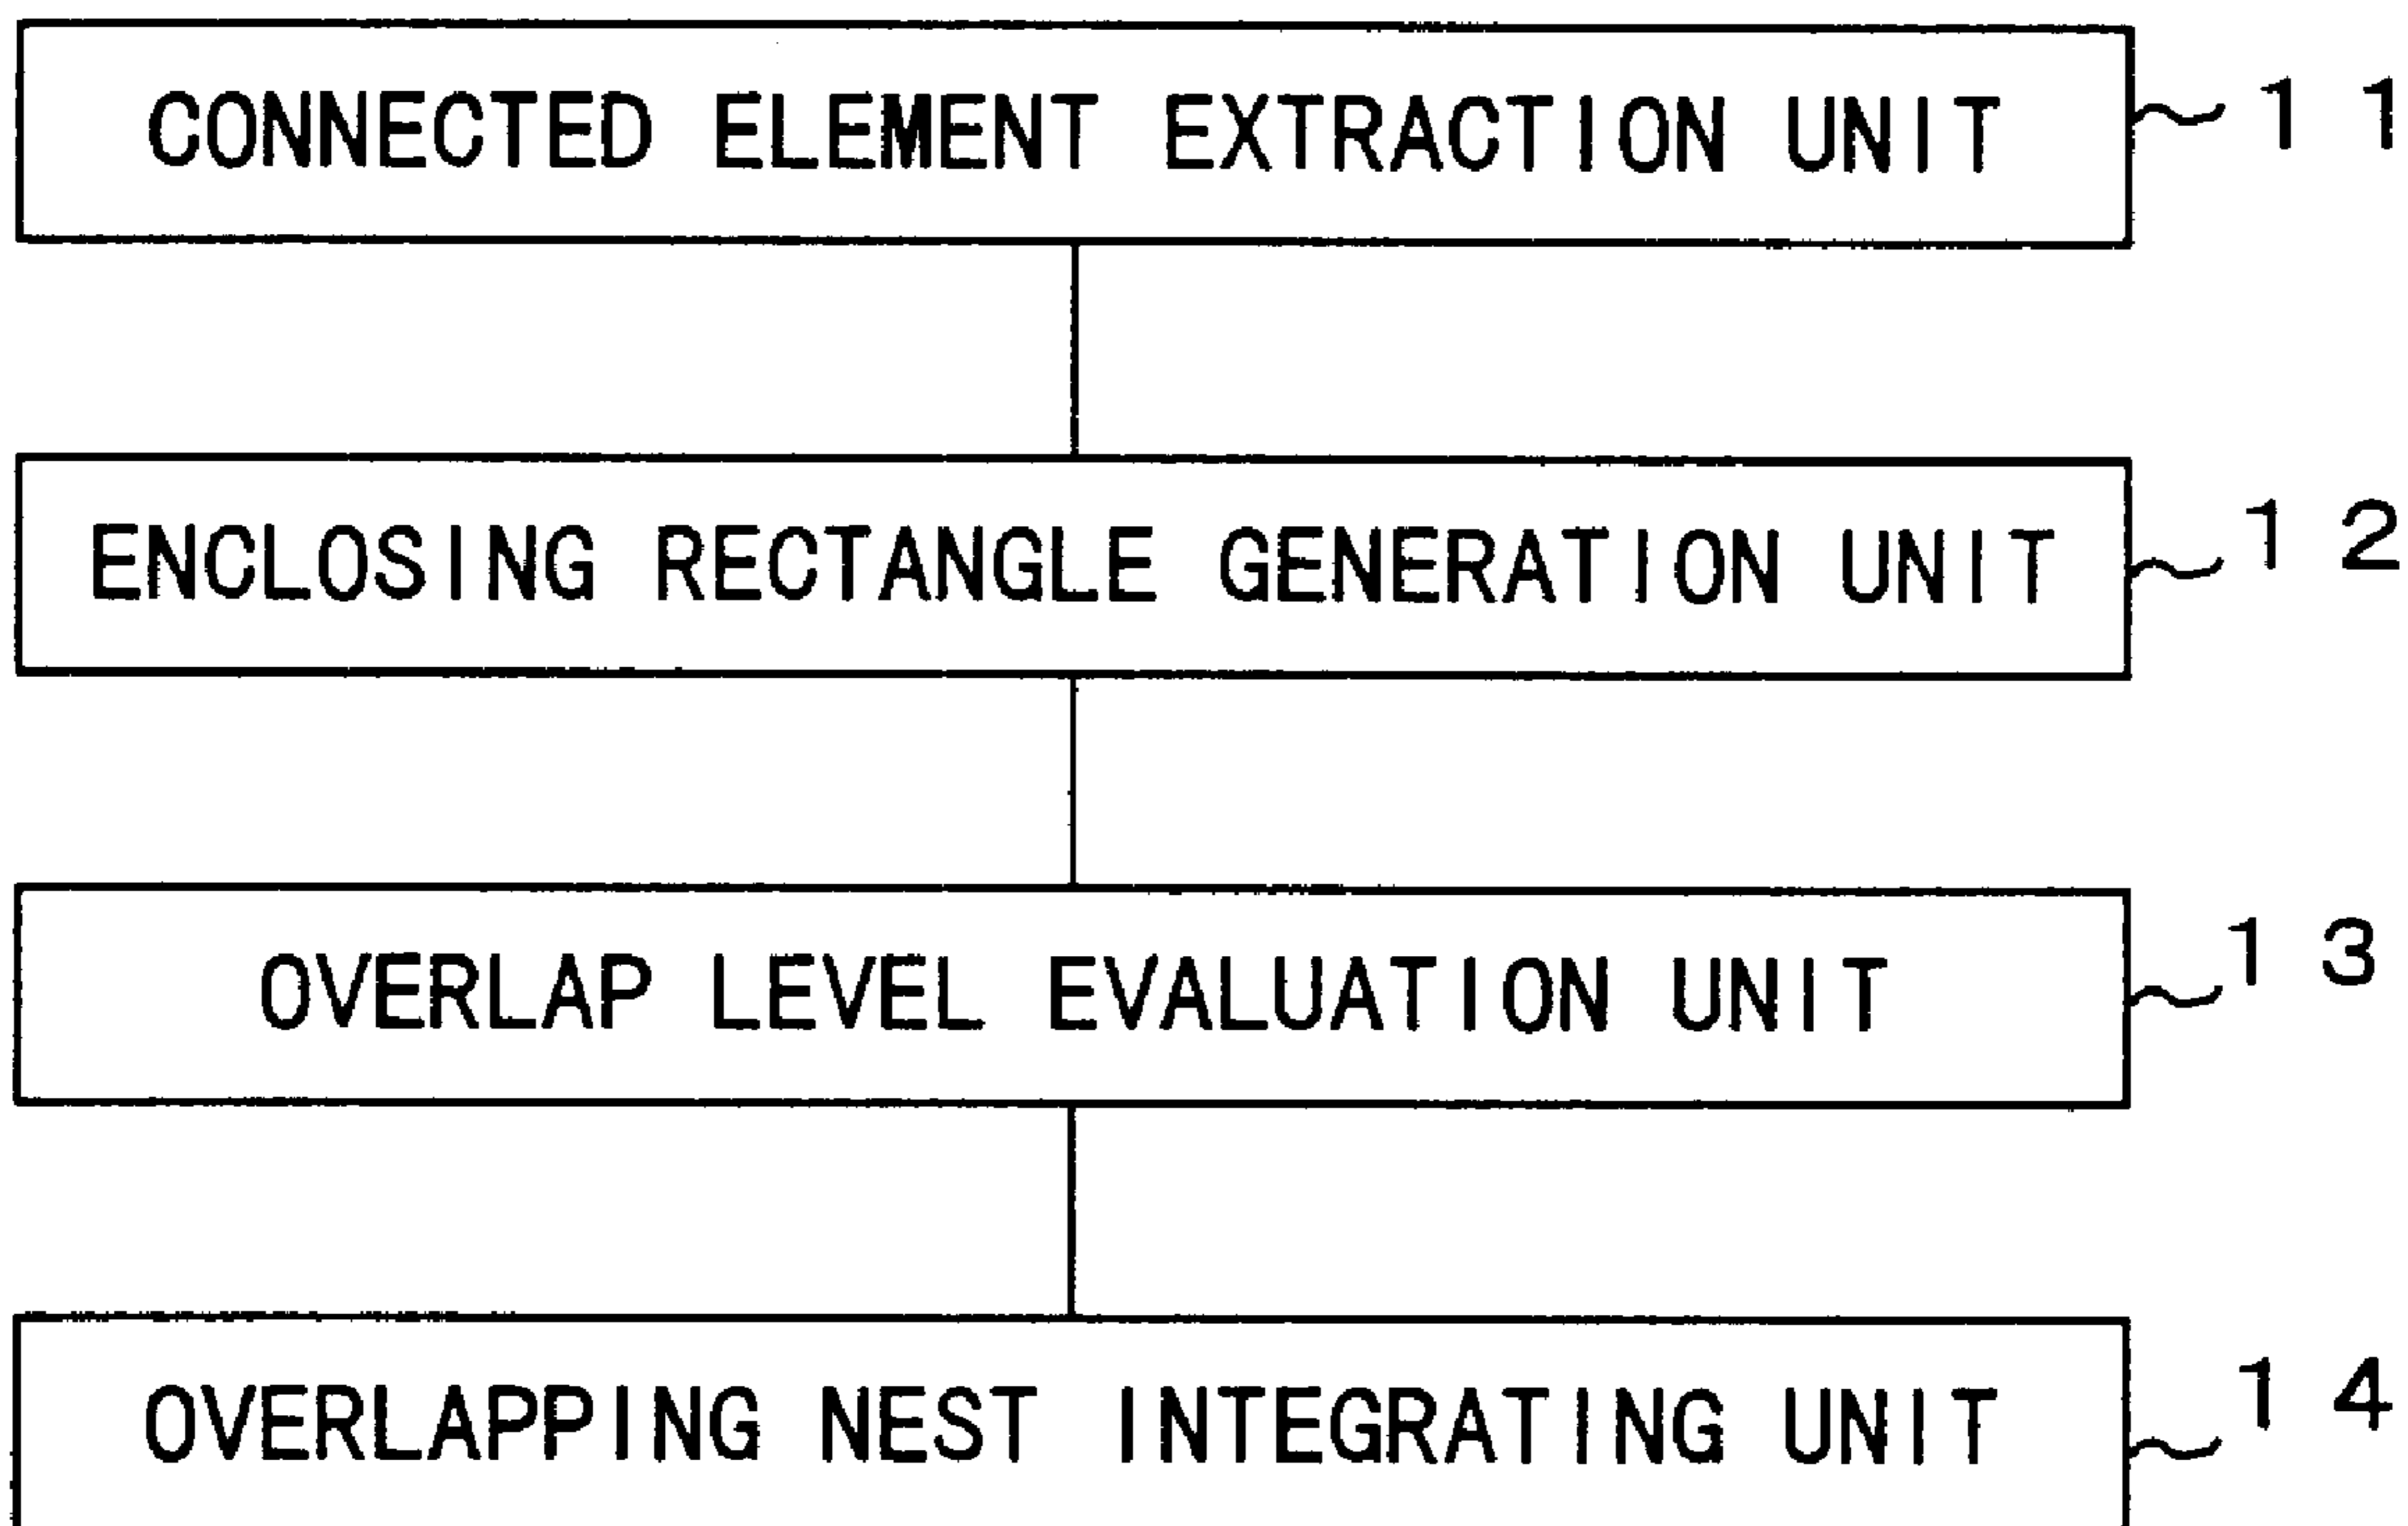 CONNECTED ELEMENT EXTRACTION UNIT 11
ENCLOSING RECTANGLE GENERATION UNIT 12
OVERLAP LEVEL EVALUATION UNIT 13
OVERLAPPING NEST INTEGRATING UNIT 14